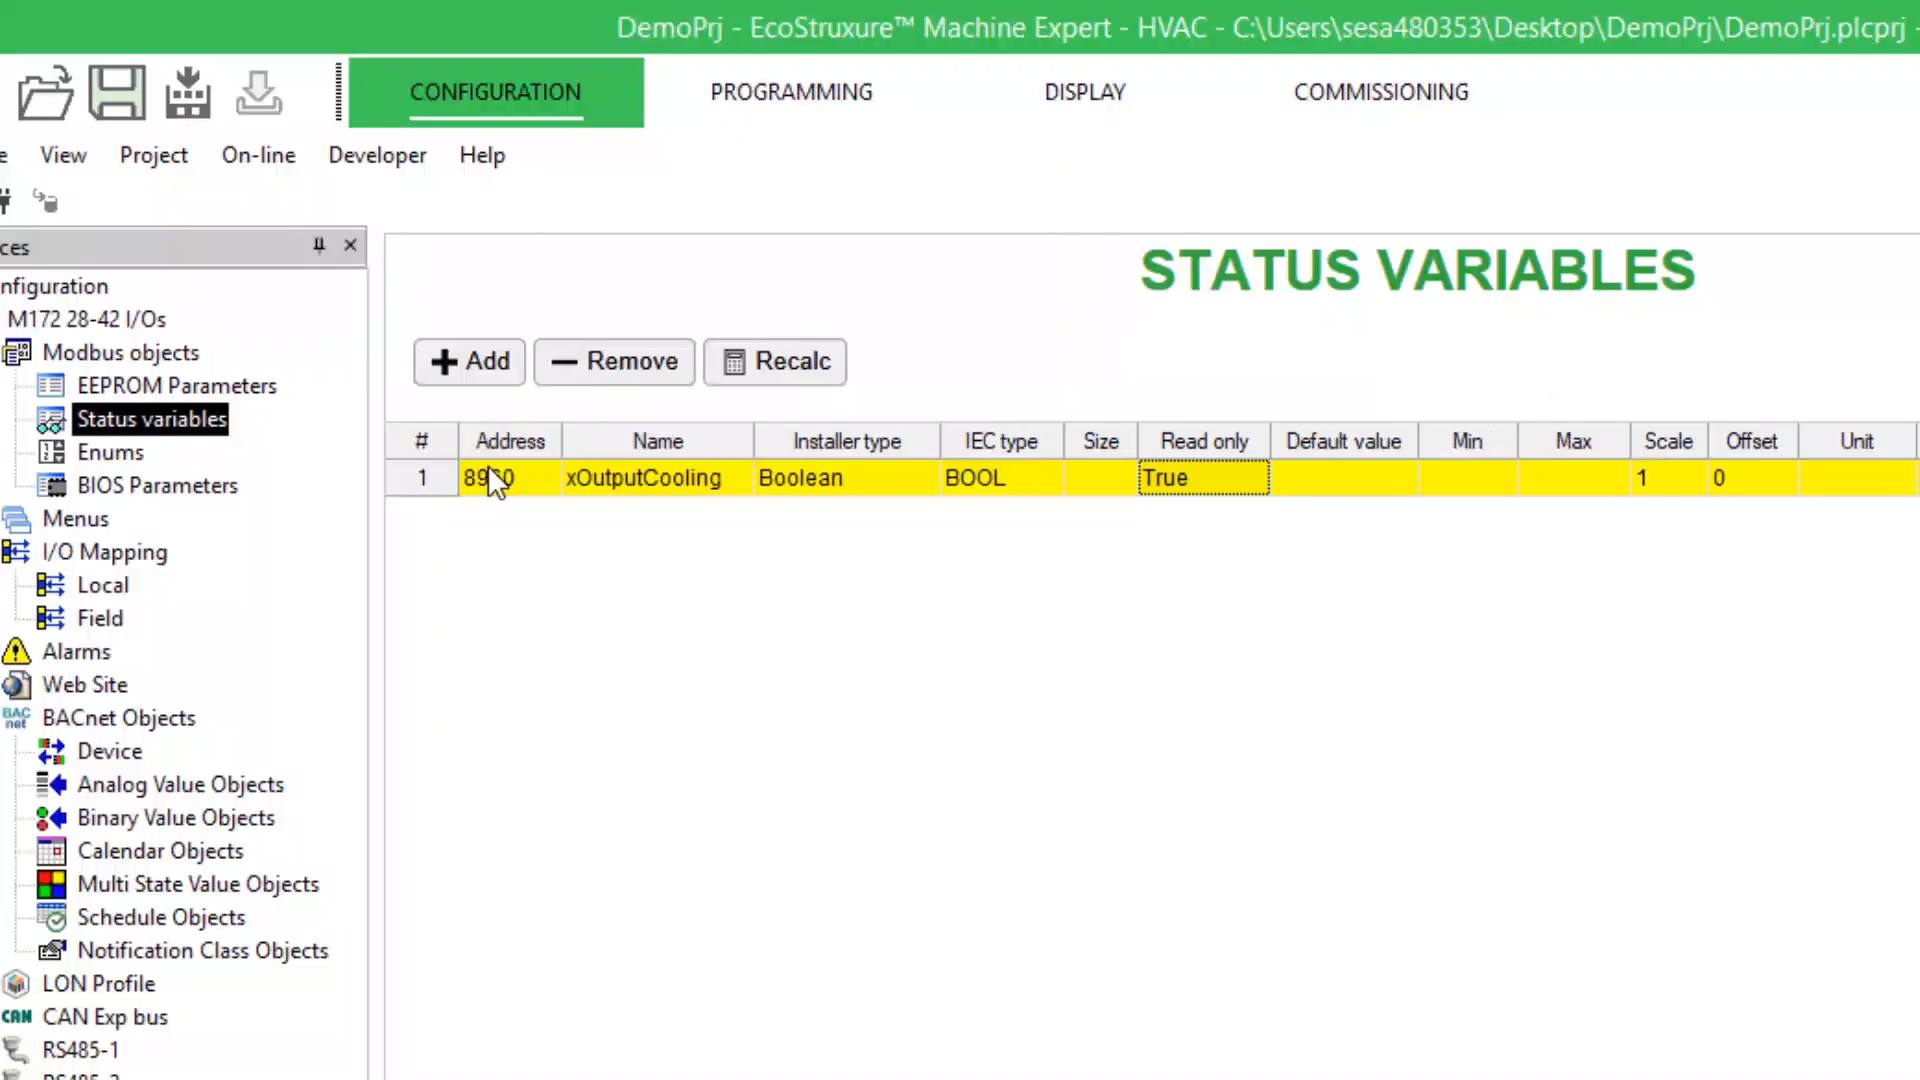 DemoPrj - EcoStruxure™ Machine Expert - HVAC - C:\Users\sesa480353\Desktop\DemoPrj\DemoPrj.plcprj -
CONFIGURATION PROGRAMMING DISPLAY COMMISSIONING
e View Project On-line Developer Help
ces
nfiguration
M172 28-42 I/Os
Modbus objects
EEPROM Parameters
Status variables
Enums
BIOS Parameters
Menus
I/O Mapping
Local
Field
Alarms
Web Site
BACnet Objects
Device
Analog Value Objects
Binary Value Objects
Calendar Objects
Multi State Value Objects
Schedule Objects
Notification Class Objects
LON Profile
CAN CAN Exp bus
RS485-1
STATUS VARIABLES
Add Remove Recalc
# Address Name Installer type IEC type Size Read only Default value Min Max Scale Offset Unit
1 xOutputCooling Boolean BOOL True 1 0